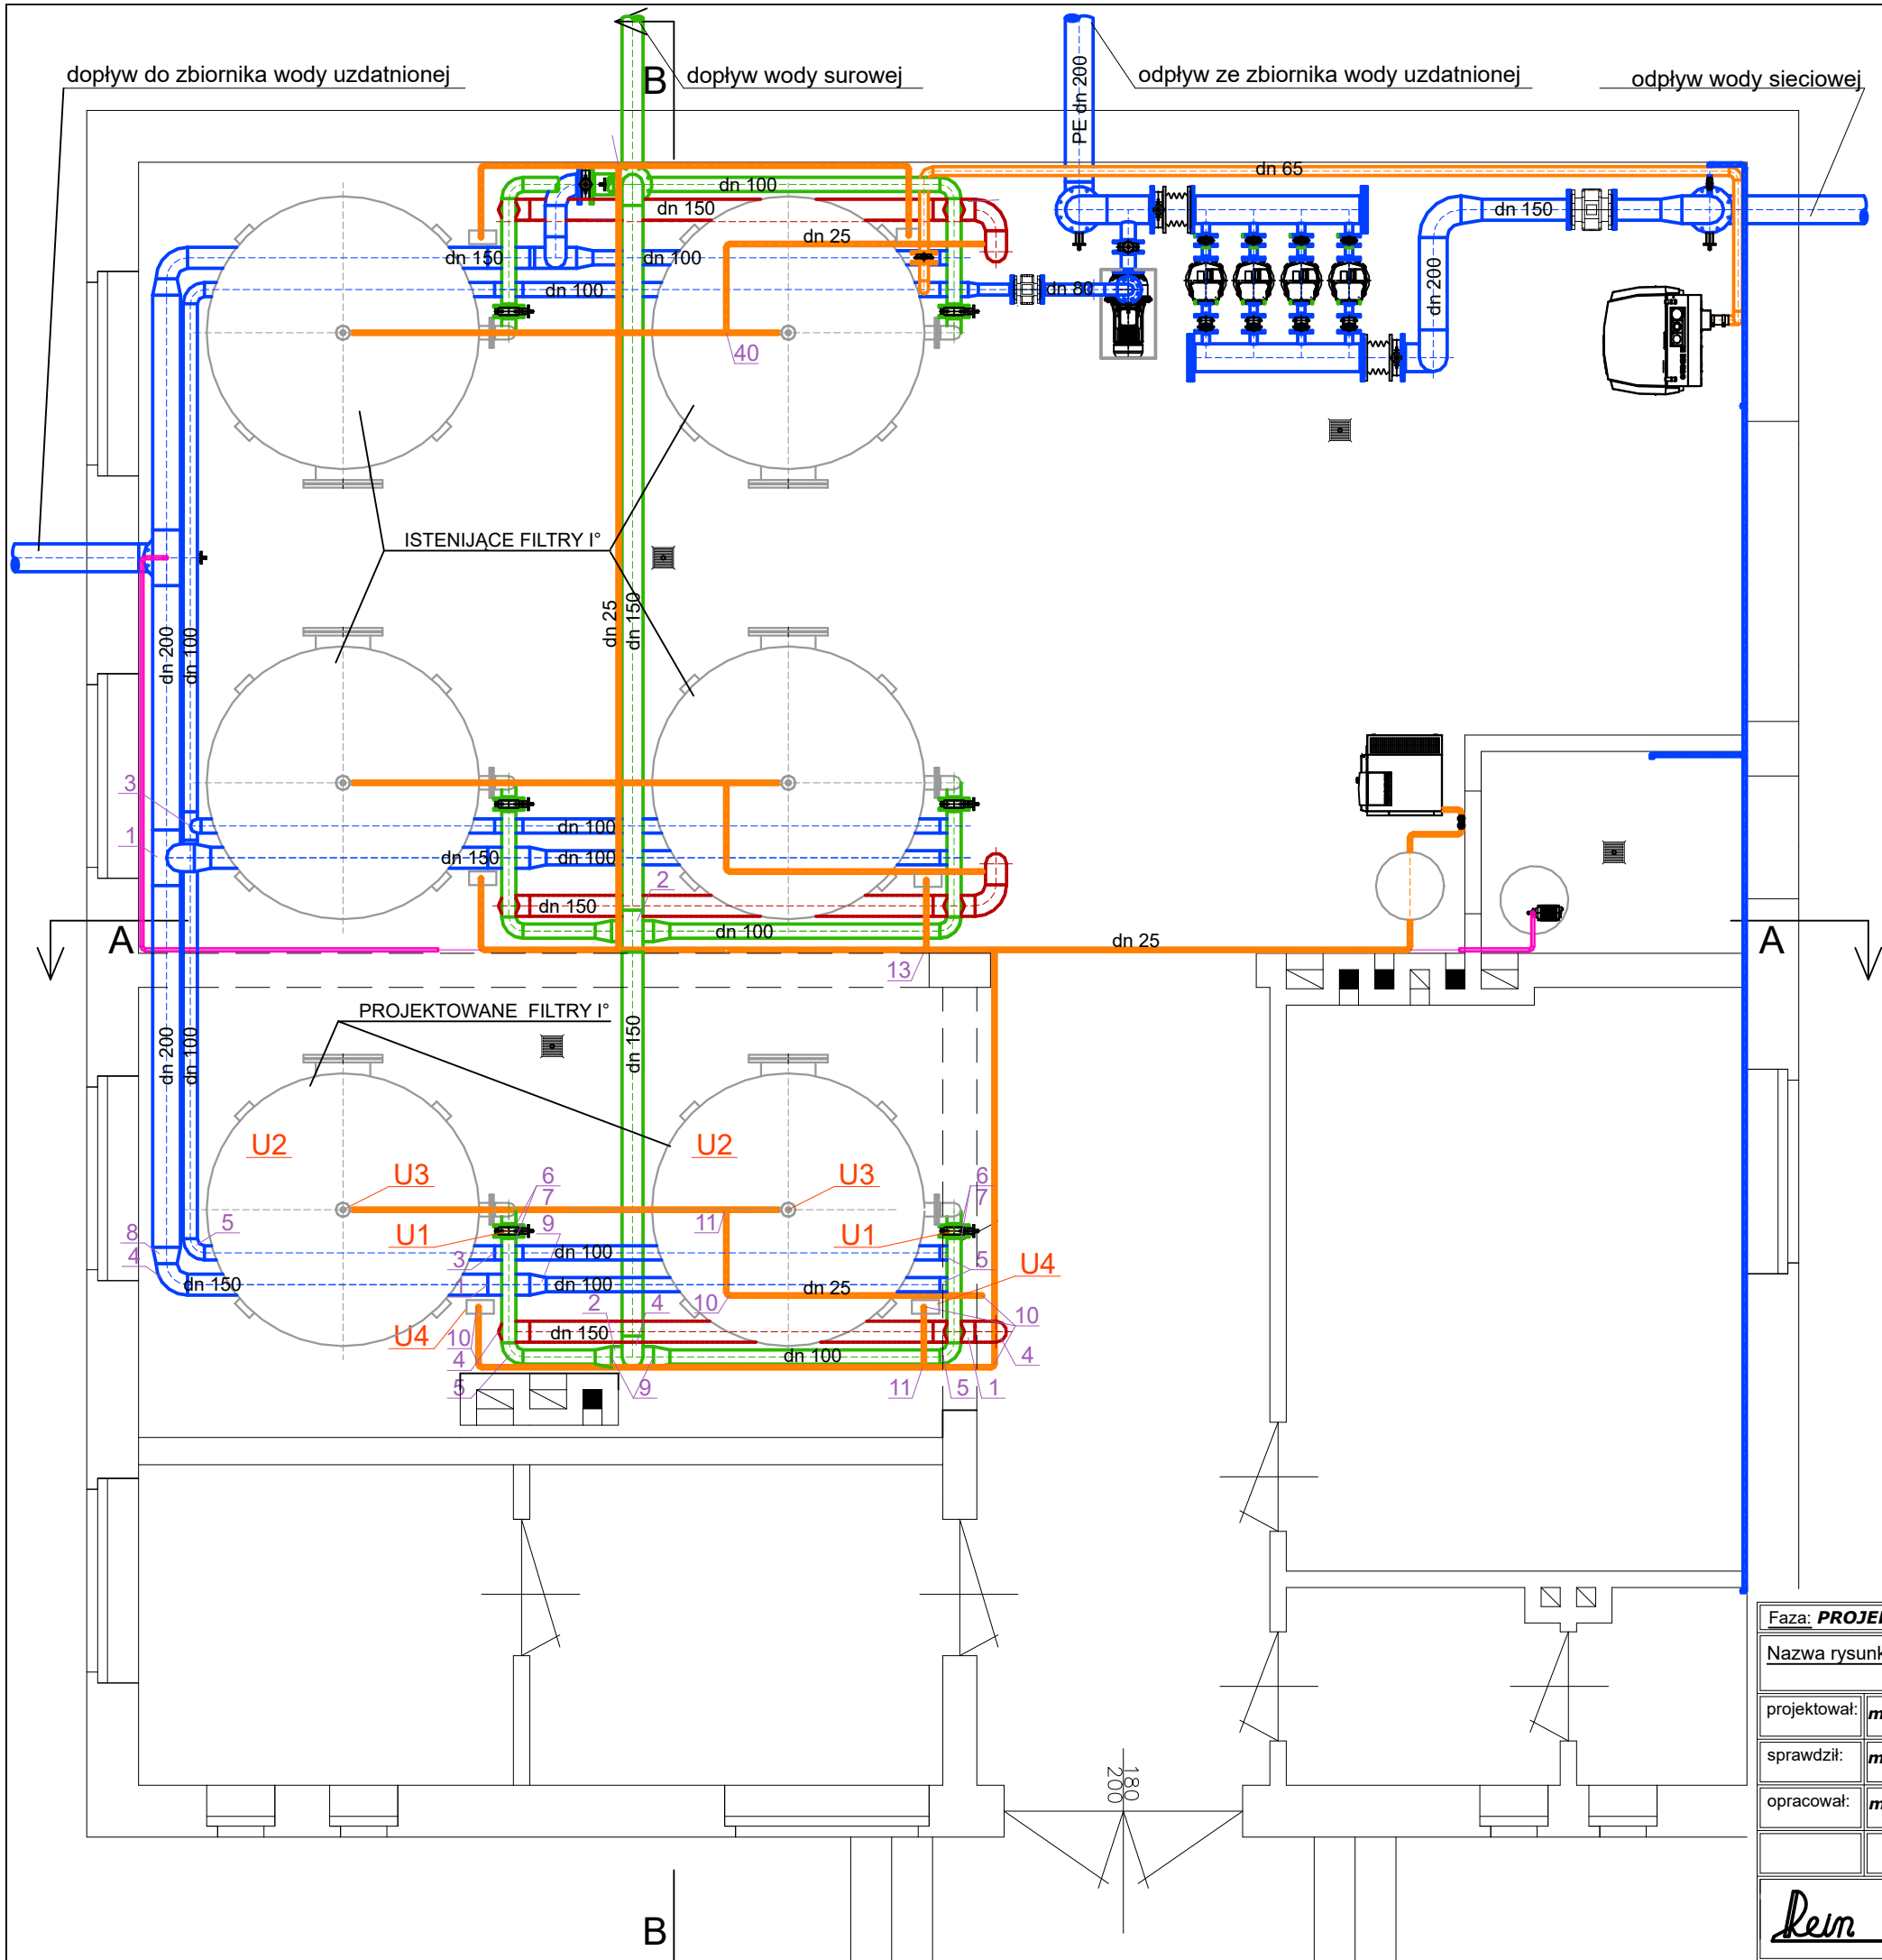 dopływ do zbiornika wody uzdatnionej
B
dopływ wody surowej
odpływ ze zbiornika wody uzdatnionej
odpływ wody sieciowej
PE dn 200
dn 65
dn 100
dn 150
dn 150
dn 25
dn 150
dn 100
dn 100
dn 80
dn 200
40
ISTENIJĄCE FILTRY I°
dn 25
dn 150
dn 200
dn 100
3
1
dn 100
dn 150
dn 100
2
dn 150
dn 100
A
dn 25
A
13
PROJEKTOWANE FILTRY I°
dn 200
dn 100
dn 150
U2
U2
U3
U3
6
7
6
7
11
8
4
5
U1
9
U1
3
dn 100
5
U4
1
dn 150
dn 100
dn 25
10
2
4
10
U4
10
4
dn 150
4
dn 100
5
9
11
5
1
180
200
Faza: PROJE
Nazwa rysunk
projektował: m
sprawdził: m
opracował: m
Rein
B